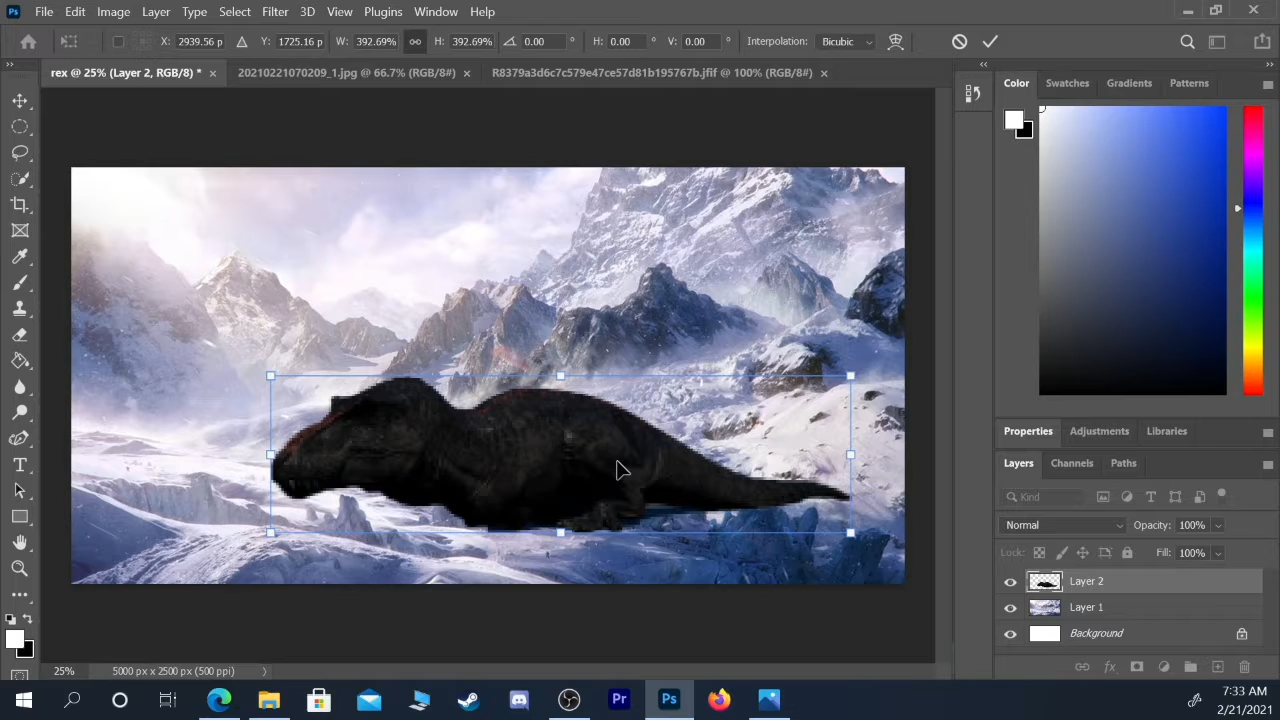 Ps File Edit Image Layer Type Select Filter 3D View Plugins Window Help
X: 2939.56 p Y: 1725.16 p W: 392.69% H: 392.69% 0.00 ° H: 0.00 ° V: 0.00 ° Interpolation: Bicubic
rex @ 25% (Layer 2, RGB/8) * × 20210221070209_1.jpg @ 66.7% (RGB/8#) × R8379a3d6c7c579e47ce57d81b195767b.jfif @ 100% (RGB/8#) ×
Color Swatches Gradients Patterns
Properties Adjustments Libraries
Layers Channels Paths
Kind
Normal Opacity: 100%
Lock: Fill: 100%
Layer 2
Layer 1
Background
25% 5000 px x 2500 px (500 ppi)
Pr Ps
7:33 AM
2/21/2021